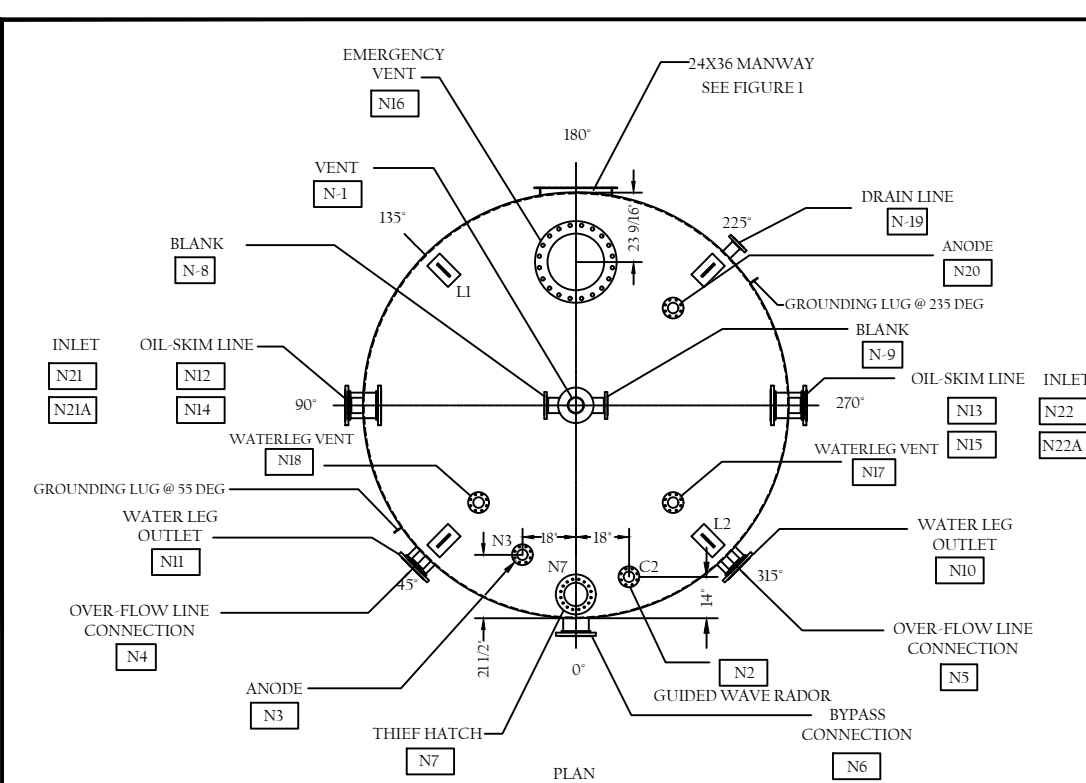 EMERGENCY
VENT
N16
24X36 MANWAY
SEE FIGURE 1
180°
VENT
N-1
135°
23 9/16"
225°
DRAIN LINE
N-19
BLANK
N-8
L1
ANODE
N20
GROUNDING LUG @ 235 DEG
BLANK
N-9
INLET
N21
N21A
OIL-SKIM LINE
N12
N14
90°
270°
OIL-SKIM LINE
N13
N15
INLET
N22
N22A
WATERLEG VENT
N18
WATERLEG VENT
N17
GROUNDING LUG @ 55 DEG
WATER LEG
OUTLET
N11
N3
18"
18"
L2
WATER LEG
OUTLET
N10
45°
N7
C2
14"
315°
OVER-FLOW LINE
CONNECTION
N4
OVER-FLOW LINE
CONNECTION
N5
21 1/2"
0°
N2
GUIDED WAVE RADOR
ANODE
N3
THIEF HATCH
N7
BYPASS
CONNECTION
N6
PLAN